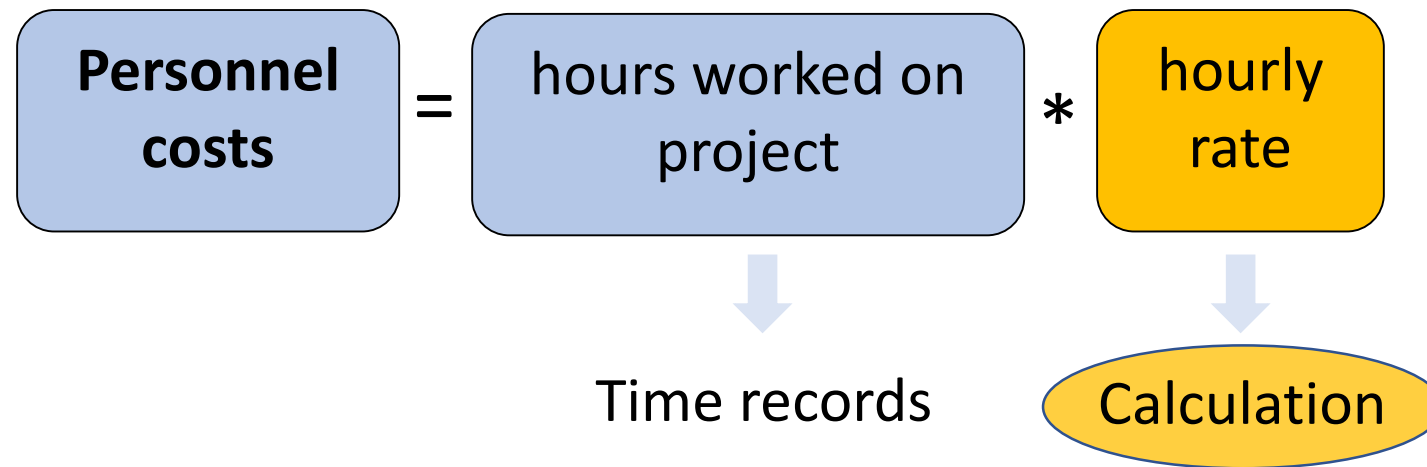 Personnel
costs
=
hours worked on
project
*
hourly
rate
Time records
Calculation